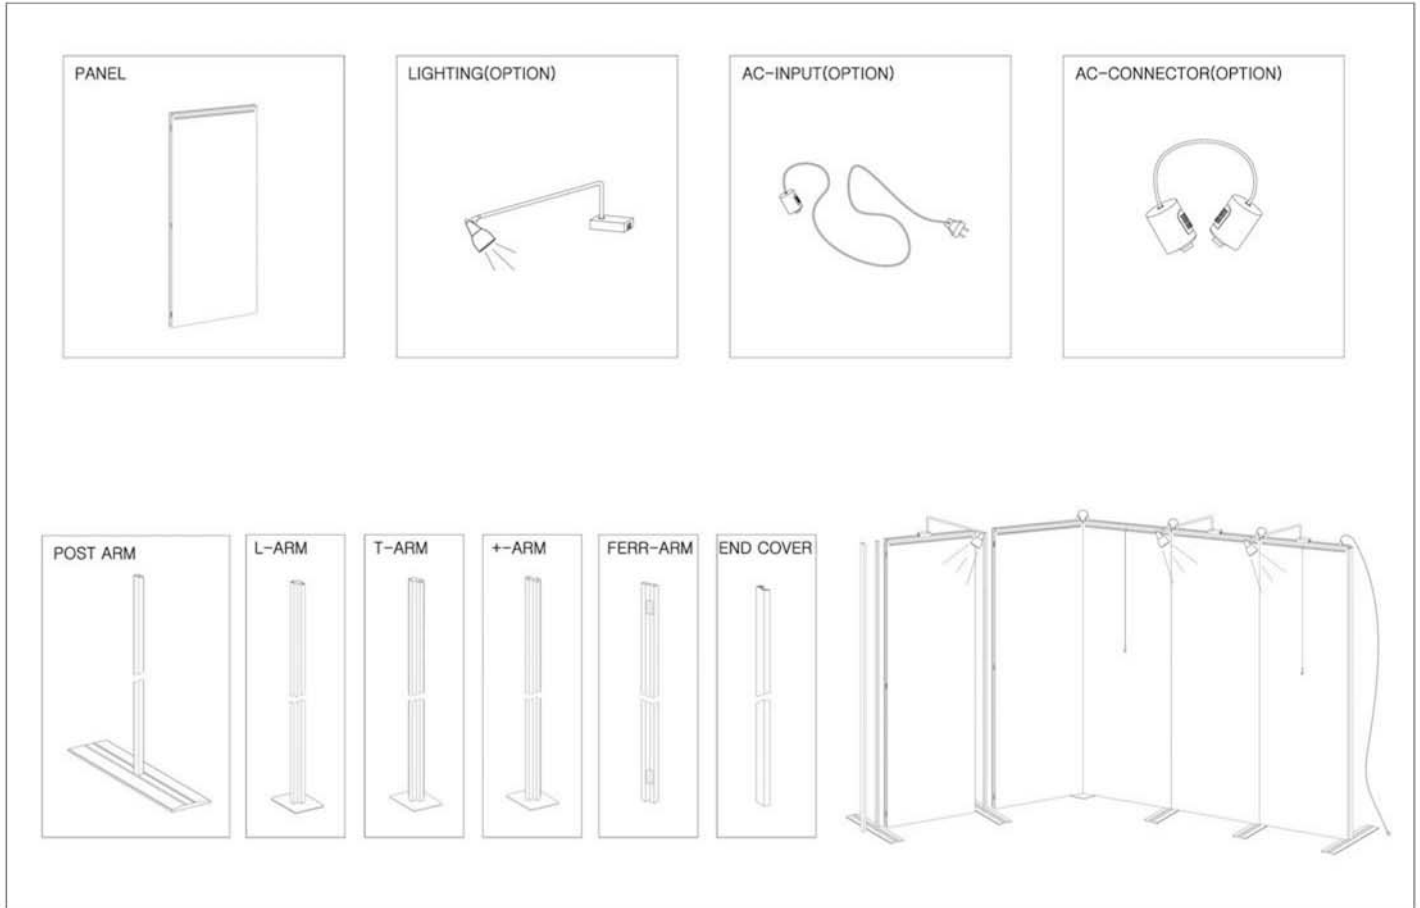 PANEL
LIGHTING(OPTION)
AC-INPUT(OPTION)
AC-CONNECTOR(OPTION)
POST ARM
L-ARM
T-ARM
+-ARM
FERR-ARM
END COVER